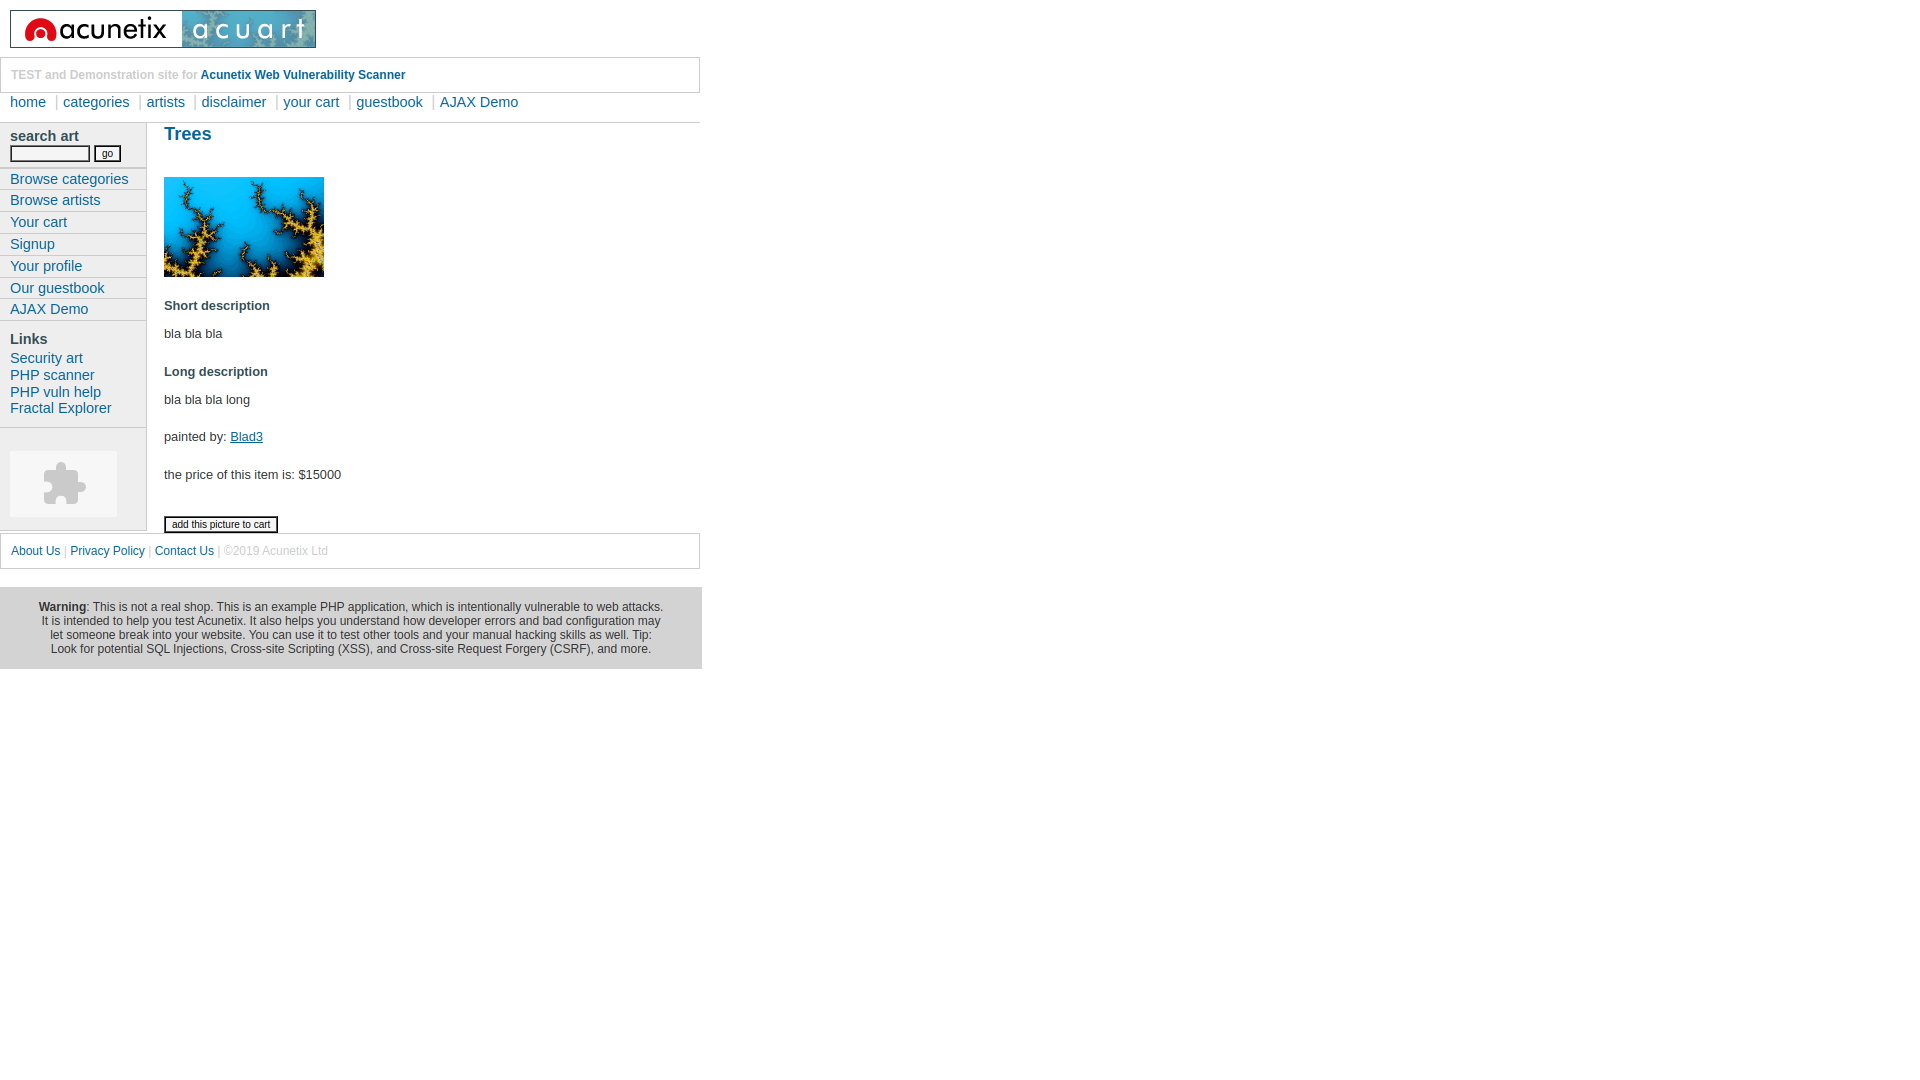 acunetix acuart
TEST and Demonstration site for Acunetix Web Vulnerability Scanner
home | categories | artists | disclaimer | your cart | guestbook | AJAX Demo
search art
go
Browse categories
Browse artists
Your cart
Signup
Your profile
Our guestbook
AJAX Demo
Links
Security art
PHP scanner
PHP vuln help
Fractal Explorer
Trees
Short description
bla bla bla
Long description
bla bla bla long
painted by: Blad3
the price of this item is: $15000
add this picture to cart
About Us | Privacy Policy | Contact Us | ©2019 Acunetix Ltd
Warning: This is not a real shop. This is an example PHP application, which is intentionally vulnerable to web attacks.
It is intended to help you test Acunetix. It also helps you understand how developer errors and bad configuration may
let someone break into your website. You can use it to test other tools and your manual hacking skills as well. Tip:
Look for potential SQL Injections, Cross-site Scripting (XSS), and Cross-site Request Forgery (CSRF), and more.